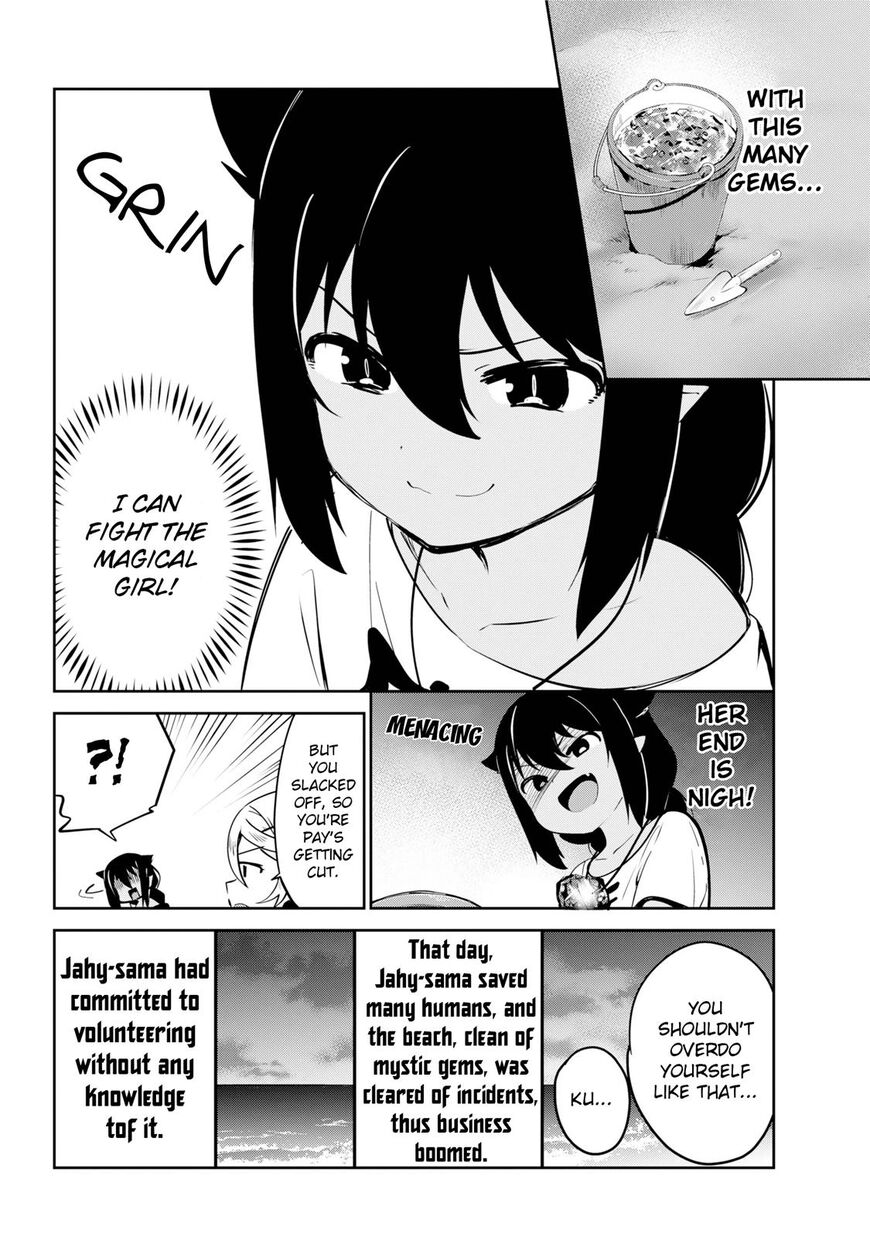 WITH
THIS
MANY
GEMS...
GRIN
I CAN
FIGHT THE
MAGICAL
GIRL!
HER
END
IS
NIGH!
MENACING
BUT
YOU
SLACKED
OFF, SO
YOU'RE
PAY'S
GETTING
CUT.
?!
YOU
SHOULDN'T
OVERDO
YOURSELF
LIKE THAT...
KU...
That day,
Jahy-sama saved
many humans, and
the beach, clean of
mystic gems, was
cleared of incidents,
thus business
boomed.
Jahy-sama had
committed to
volunteering
without any
knowledge
tof it.